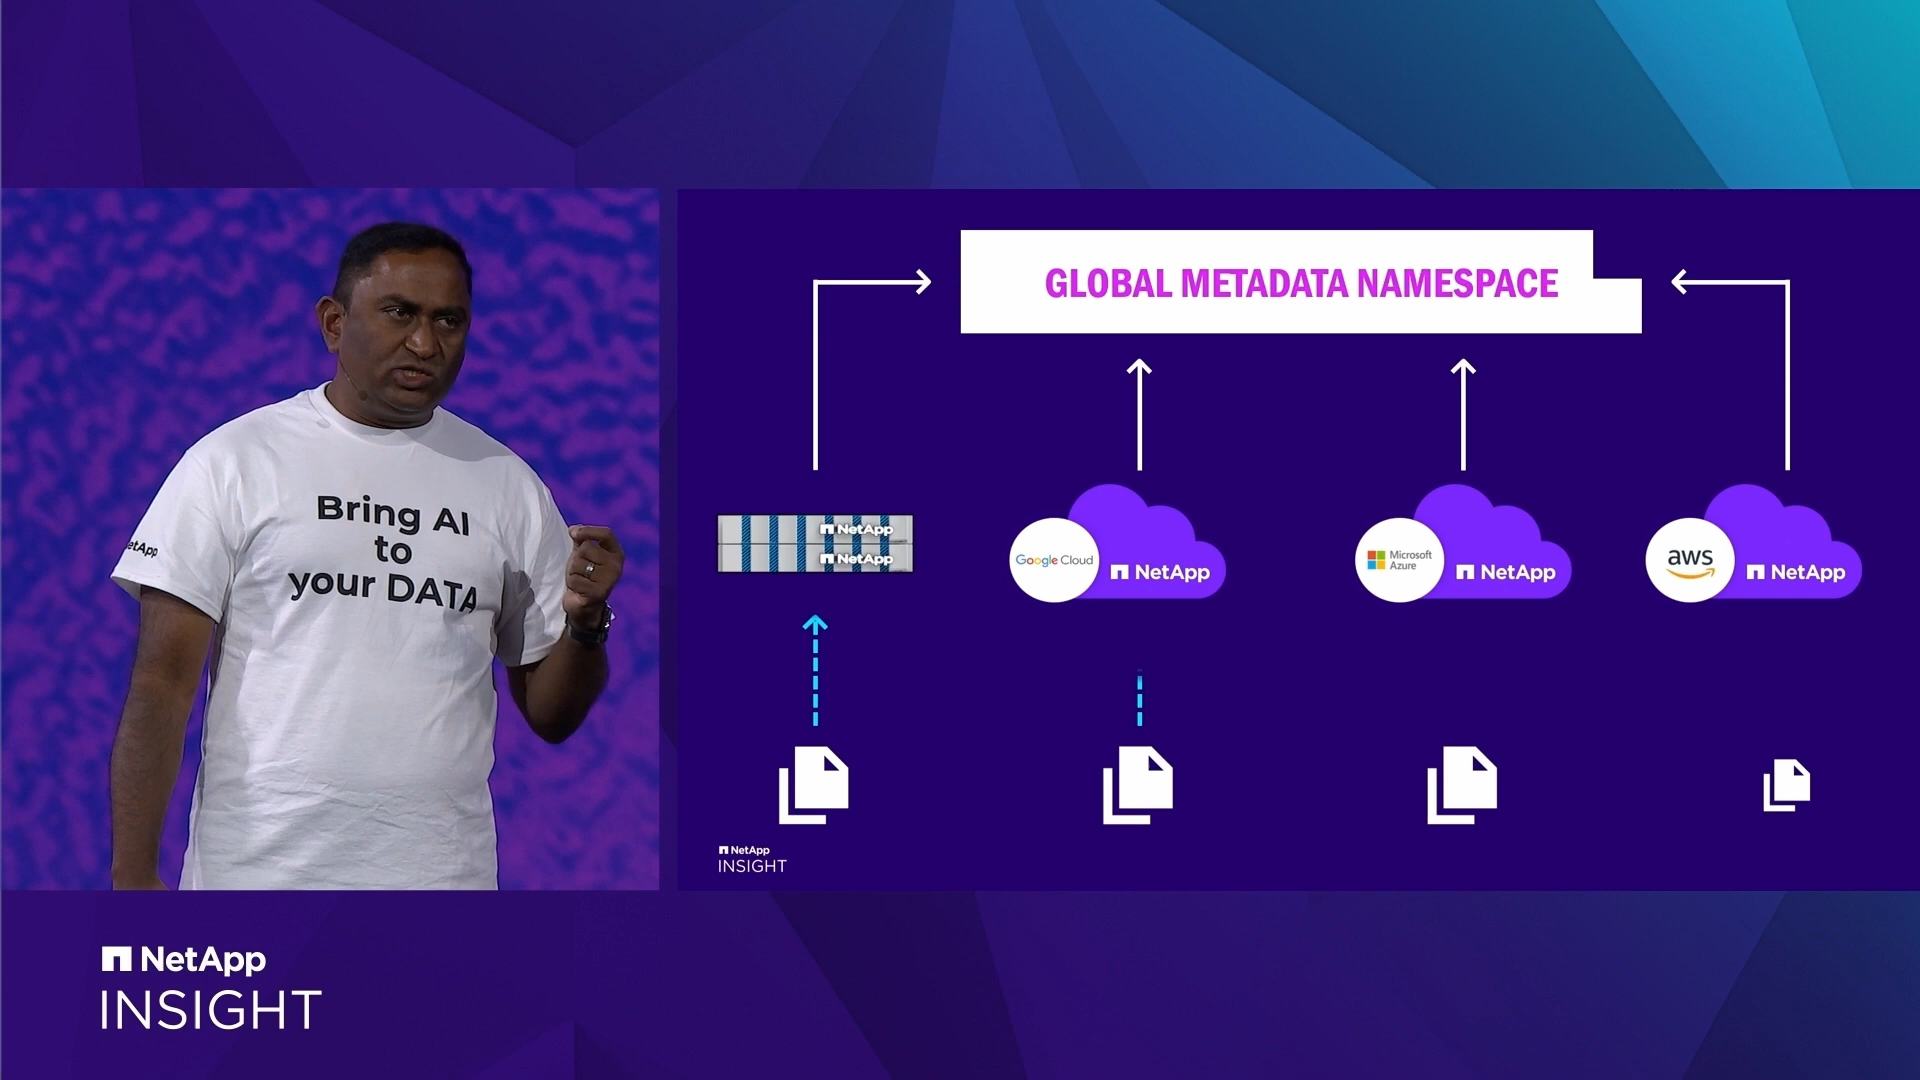 Bring AI
to
your DATA
etApp
GLOBAL METADATA NAMESPACE
NetApp
NetApp
Google Cloud
NetApp
Microsoft
Azure
NetApp
aws
NetApp
NetApp
INSIGHT
NetApp
INSIGHT